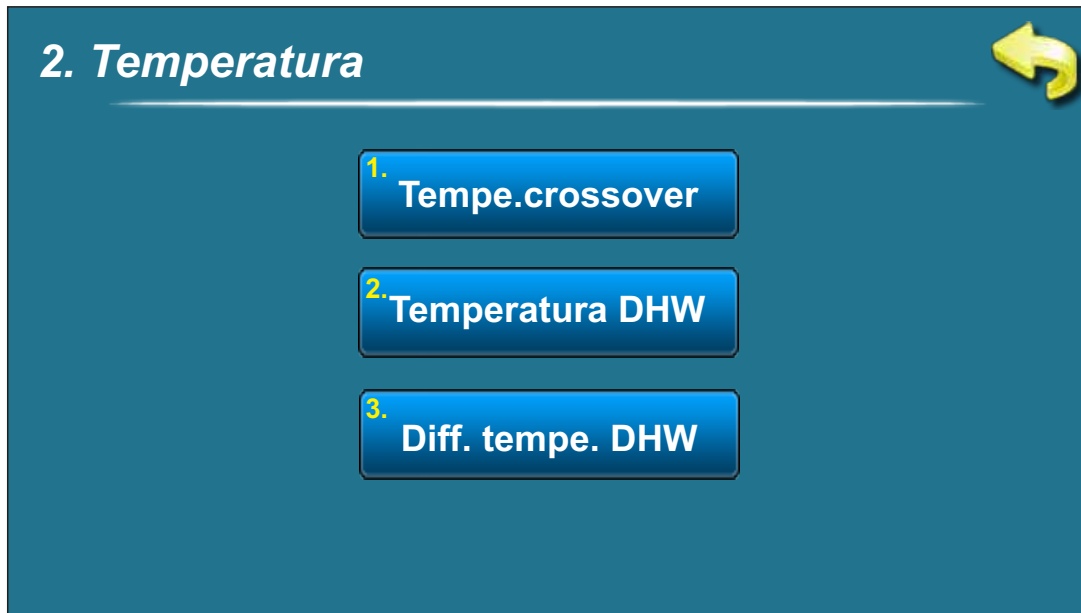 2. Temperatura
1.
Tempe.crossover
2.
Temperatura DHW
3.
Diff. tempe. DHW